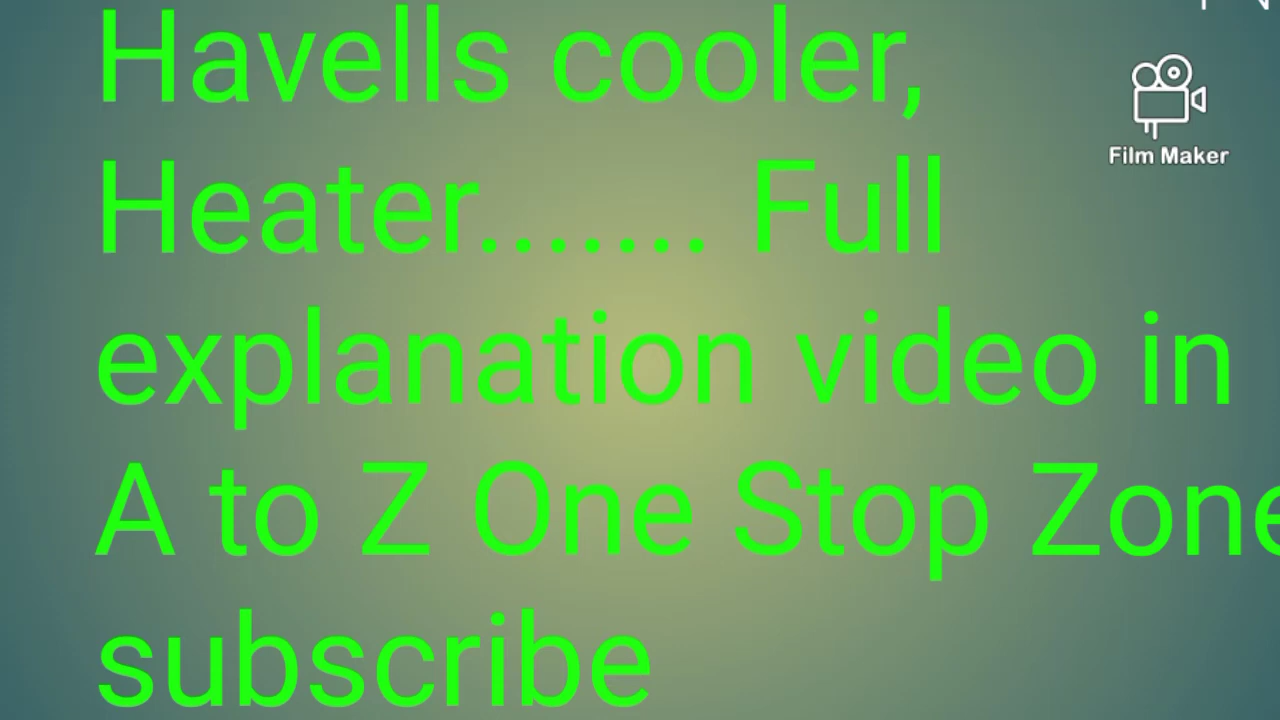 Havells cooler,
Heater....... Full
explanation video in
A to Z One Stop Zone
subscribe
Film Maker